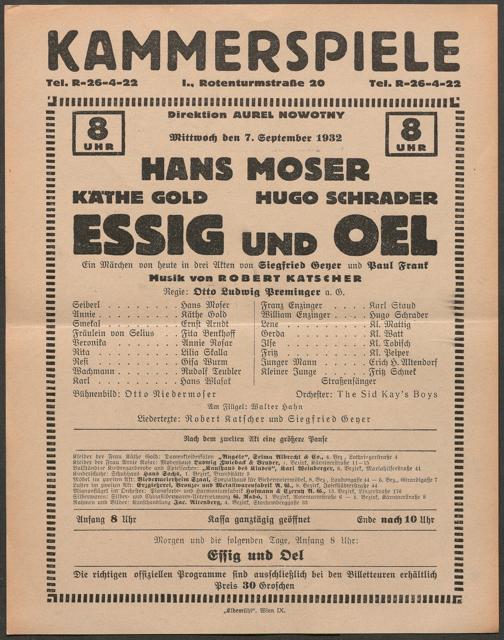 KAMMERSPIELE
Tel. R-26-4-22 I., Rotenturmstraße 20 Tel. R-26-4-22
Direktion AUREL NOWOTNY
8 UHR 8 UHR
Mittwoch den 7. September 1932
HANS MOSER
KÄTHE GOLD HUGO SCHRADER
ESSIG UND OEL
Ein Märchen von heute in drei Akten von Siegfried Geyer und Paul Frank
Musik von ROBERT KATSCHER
Regie: Otto Ludwig Preminger a. G.
Seiberl . . . . . Hans Moser
Annie . . . . . Käthe Gold
Smekal . . . . . Ernst Arndt
Fräulein von Selius . Fita Benkhoff
Veronika . . . . . Annie Rosar
Rita . . . . . Lilia Skalla
Resi . . . . . Gisa Wurm
Wachmann . . . . . Rudolf Teubler
Karl . . . . . Hans Wlasak
Franz Enzinger . . . . . Karl Staud
William Enzinger . . . . . Hugo Schrader
Lene . . . . . Kl. Mattig
Gerda . . . . . Kl. Watt
Ilse . . . . . Kl. Tobisch
Fritz . . . . . Kl. Peiper
Junger Mann . . . . . Erich H. Altendorf
Kleiner Junge . . . . . Fritz Schnek
Straßensänger
Bühnenbild: Otto Niedermoser Orchester: The Sid Kay's Boys
Am Flügel: Walter Hahn
Liedertexte: Robert Katscher und Siegfried Geyer
Nach dem zweiten Akt eine größere Pause
Anfang 8 Uhr Kassa ganztägig geöffnet Ende nach 10 Uhr
Morgen und die folgenden Tage, Anfang 8 Uhr:
Essig und Oel
Die richtigen offiziellen Programme sind ausschließlich bei den Billetteuren erhältlich
Preis 30 Groschen
„Elbemühl“, Wien IX.